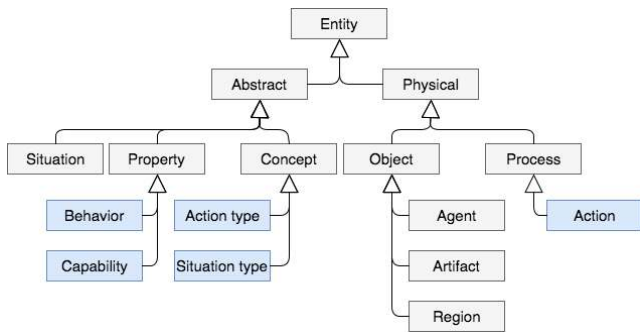 Entity
Abstract
Physical
Situation
Property
Concept
Object
Process
Behavior
Action type
Agent
Action
Capability
Situation type
Artifact
Region